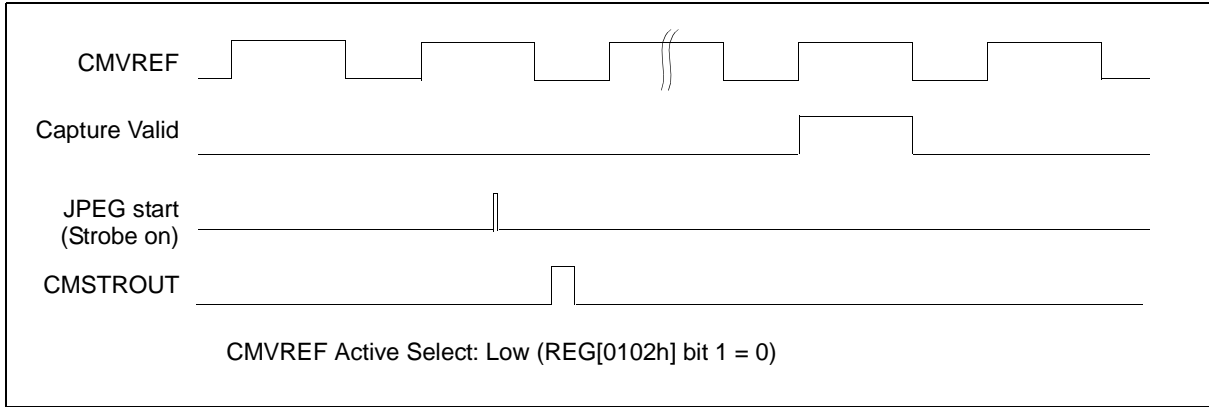 CMVREF
Capture Valid
JPEG start
(Strobe on)
CMSTROUT
CMVREF Active Select: Low (REG[0102h] bit 1 = 0)